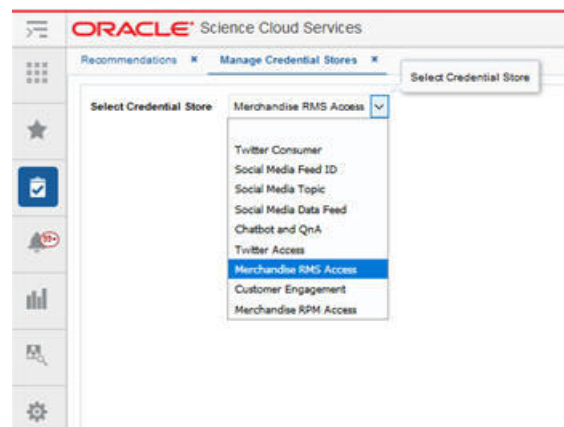 ORACLE® Science Cloud Services
Recommendations × Manage Credential Stores ×
Select Credential Store
Select Credential Store Merchandise RMS Access
Twitter Consumer
Social Media Feed ID
Social Media Topic
Social Media Data Feed
Chatbot and QnA
99+
Twitter Access
Merchandise RMS Access
Customer Engagement
Merchandise RPM Access